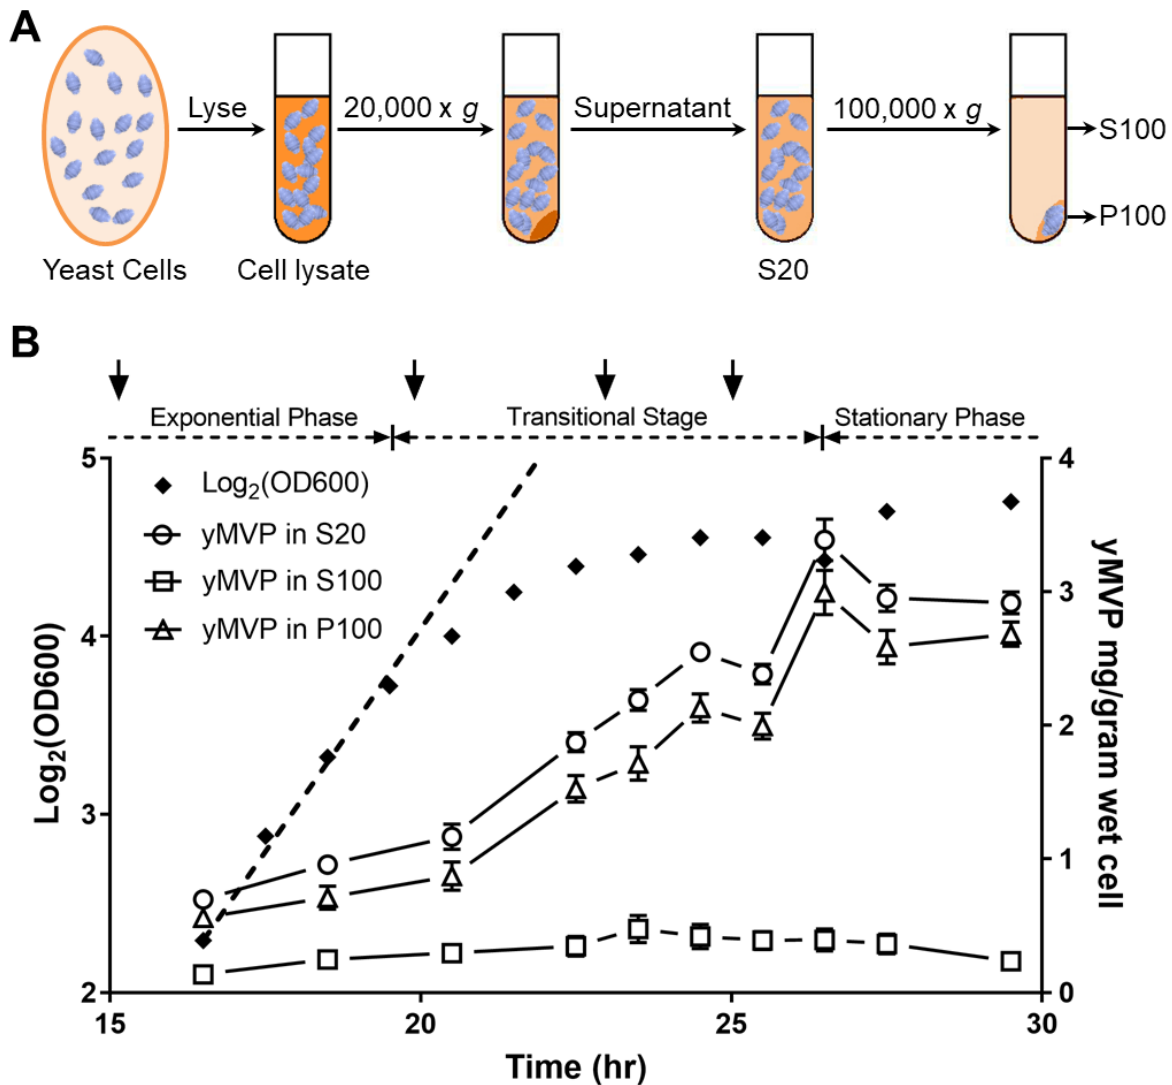 A
Lyse
20,000 x g
Supernatant
100,000 x g
S100
P100
Yeast Cells
Cell lysate
S20
B
Exponential Phase
Transitional Stage
Stationary Phase
5
4
Log₂(OD600)
yMVP in S20
yMVP in S100
yMVP in P100
3
4
2
3
1
2
0
15
20
25
30
Log₂(OD600)
yMVP mg/gram wet cell
Time (hr)